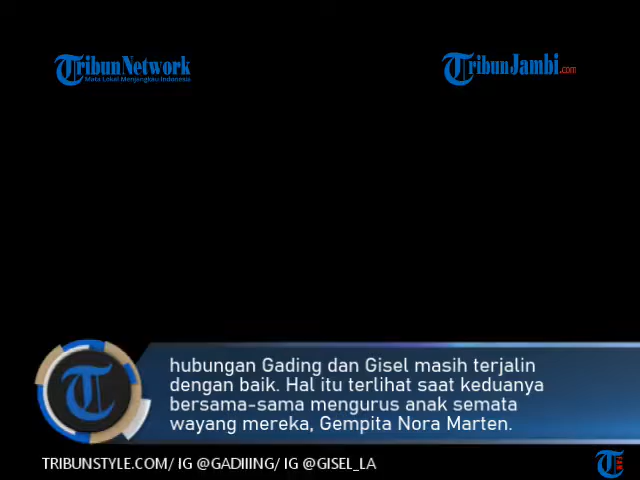 TribunNetwork
Mata Lokal Menjangkau Indonesia
TribunJambi.com
hubungan Gading dan Gisel masih terjalin
dengan baik. Hal itu terlihat saat keduanya
bersama-sama mengurus anak semata
wayang mereka, Gempita Nora Marten.
TRIBUNSTYLE.COM/ IG @GADIIING/ IG @GISEL_LA